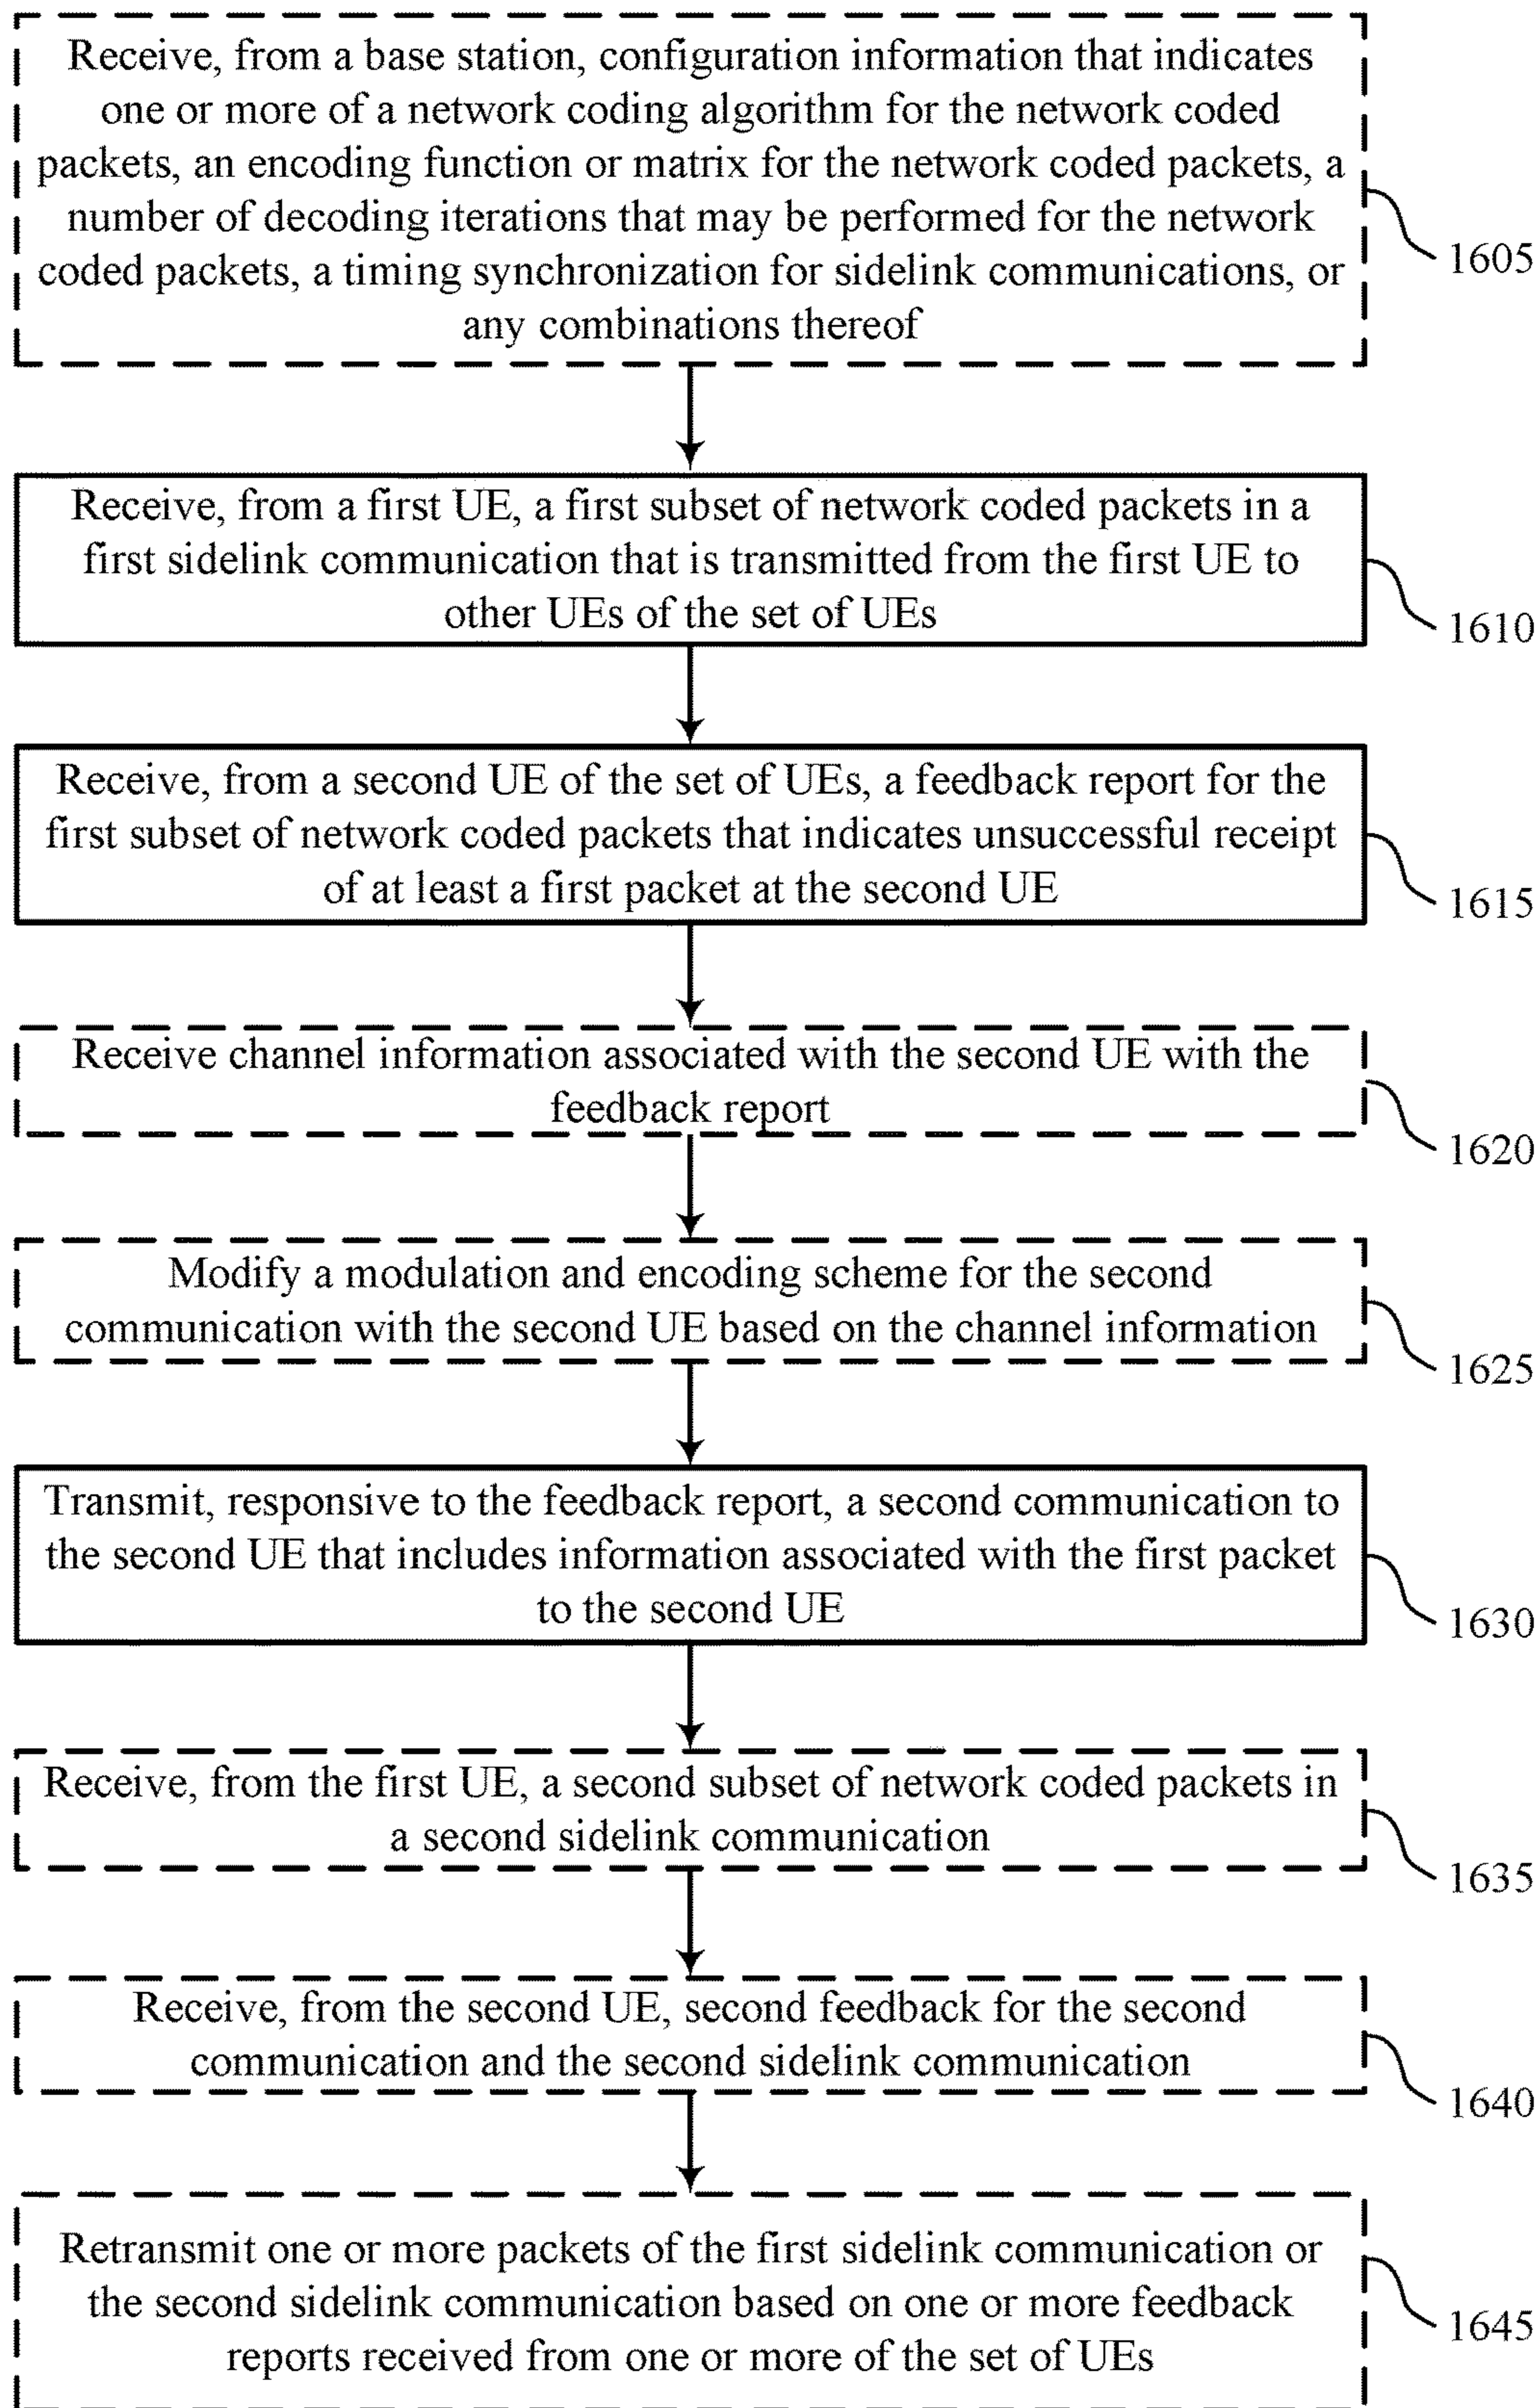 Receive, from a base station, configuration information that indicates
one or more of a network coding algorithm for the network coded
packets, an encoding function or matrix for the network coded packets, a
number of decoding iterations that may be performed for the network
coded packets, a timing synchronization for sidelink communications, or
any combinations thereof
1605
Receive, from a first UE, a first subset of network coded packets in a
first sidelink communication that is transmitted from the first UE to
other UEs of the set of UEs
1610
Receive, from a second UE of the set of UEs, a feedback report for the
first subset of network coded packets that indicates unsuccessful receipt
of at least a first packet at the second UE
1615
Receive channel information associated with the second UE with the
feedback report
1620
Modify a modulation and encoding scheme for the second
communication with the second UE based on the channel information
1625
Transmit, responsive to the feedback report, a second communication to
the second UE that includes information associated with the first packet
to the second UE
1630
Receive, from the first UE, a second subset of network coded packets in
a second sidelink communication
1635
Receive, from the second UE, second feedback for the second
communication and the second sidelink communication
1640
Retransmit one or more packets of the first sidelink communication or
the second sidelink communication based on one or more feedback
reports received from one or more of the set of UEs
1645